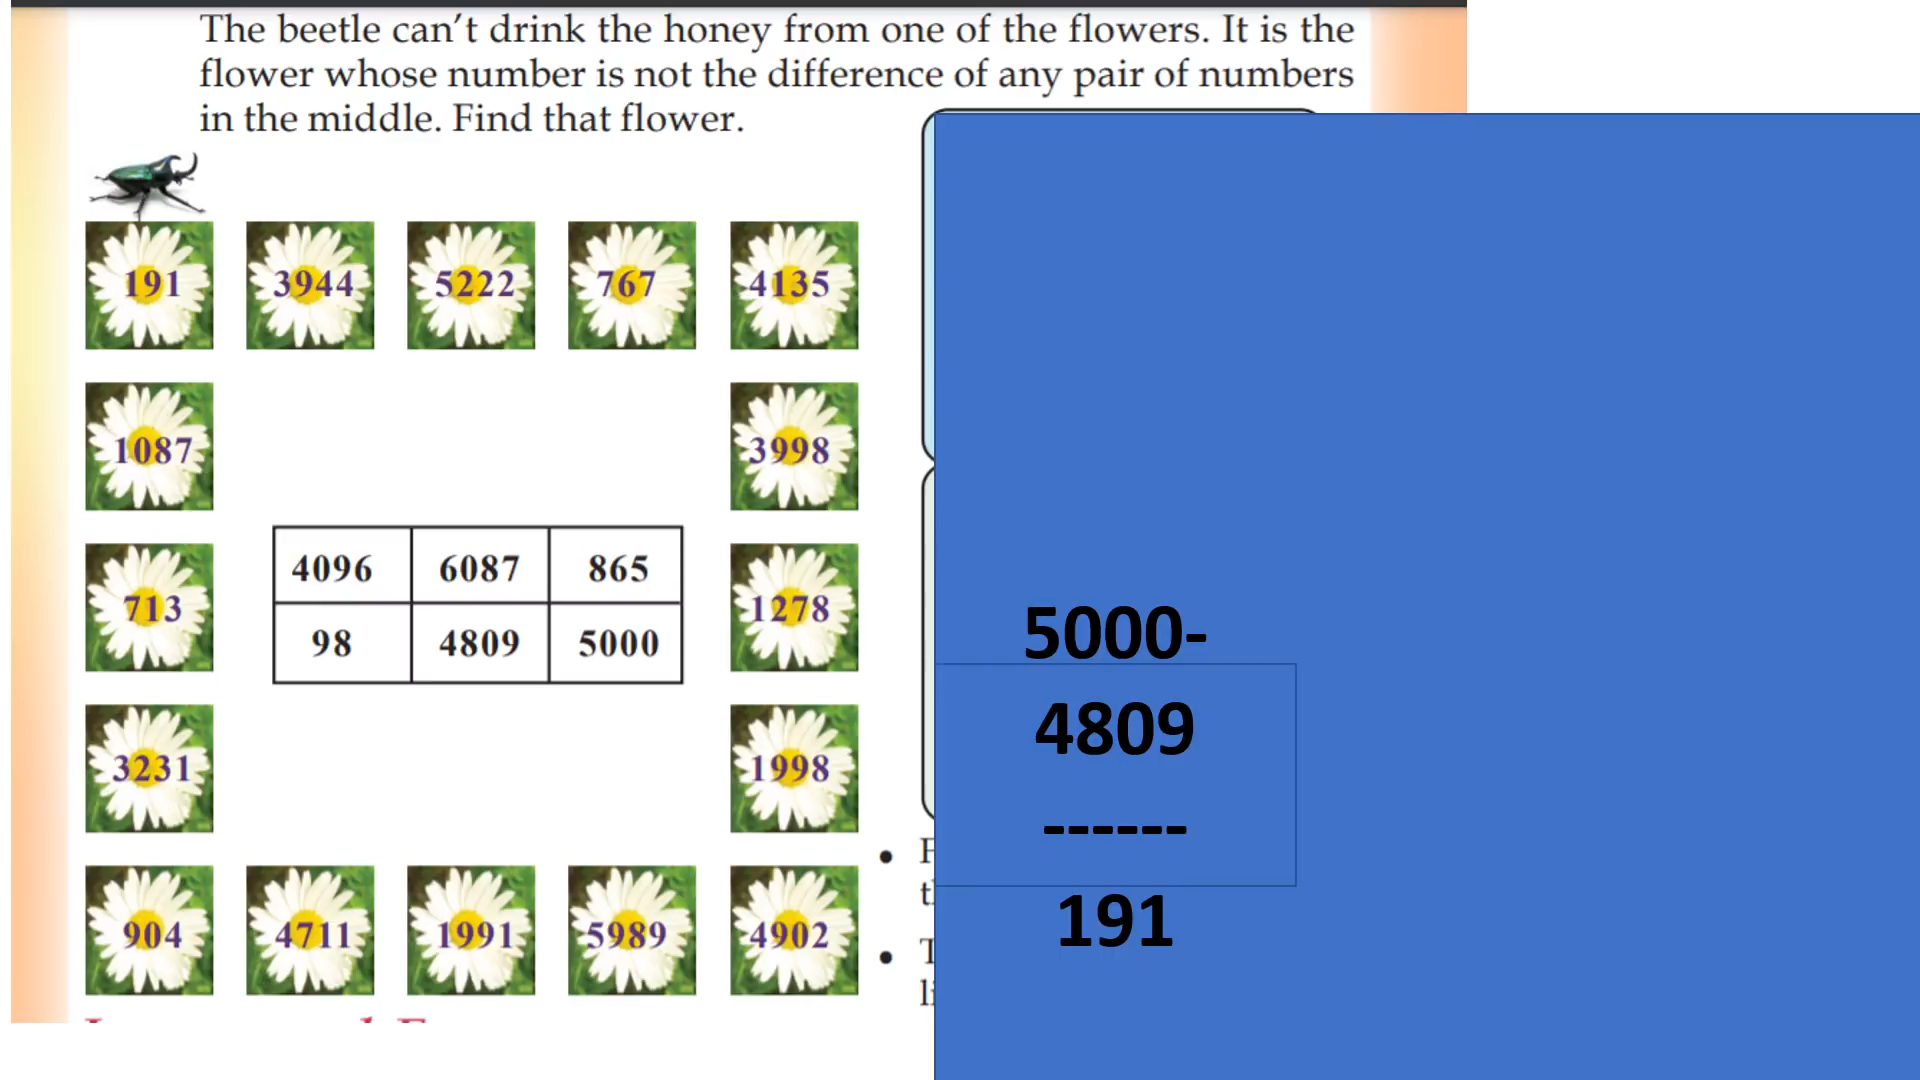 The beetle can't drink the honey from one of the flowers. It is the
flower whose number is not the difference of any pair of numbers
in the middle. Find that flower.
191 3944 5222 767 4135
1087 3998
4096 6087 865
713 1278
98 4809 5000
3231 1998
904 4711 1991 5989 4902
5000-
4809
------
191